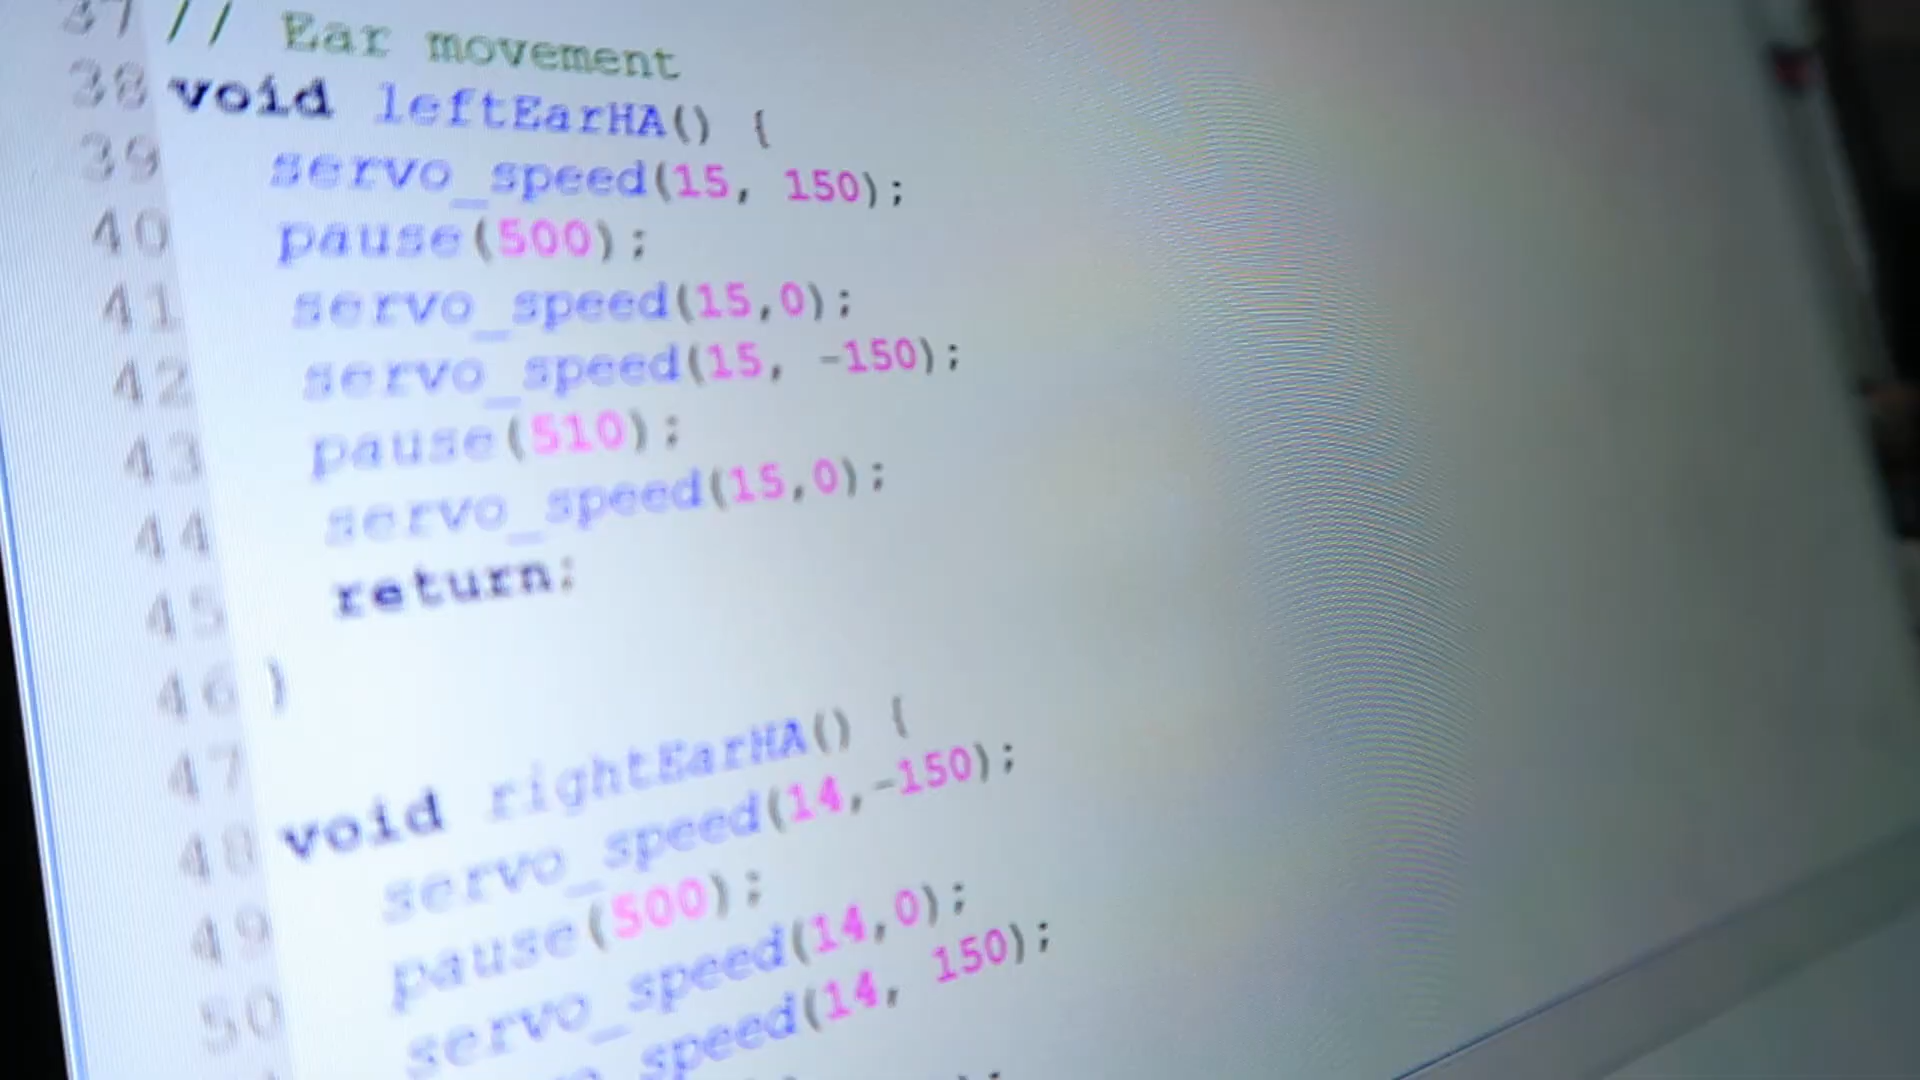 37 // Ear movement
38 void leftEarHA() {
39 servo_speed(15, 150);
40 pause(500);
41 servo_speed(15,0);
42 servo_speed(15, -150);
43 pause(510);
44 servo_speed(15,0);
45 return;
46 }
47
48 void rightEarHA() {
49 servo_speed(14,-150);
50 pause(500);
servo_speed(14,0);
speed(14, 150);